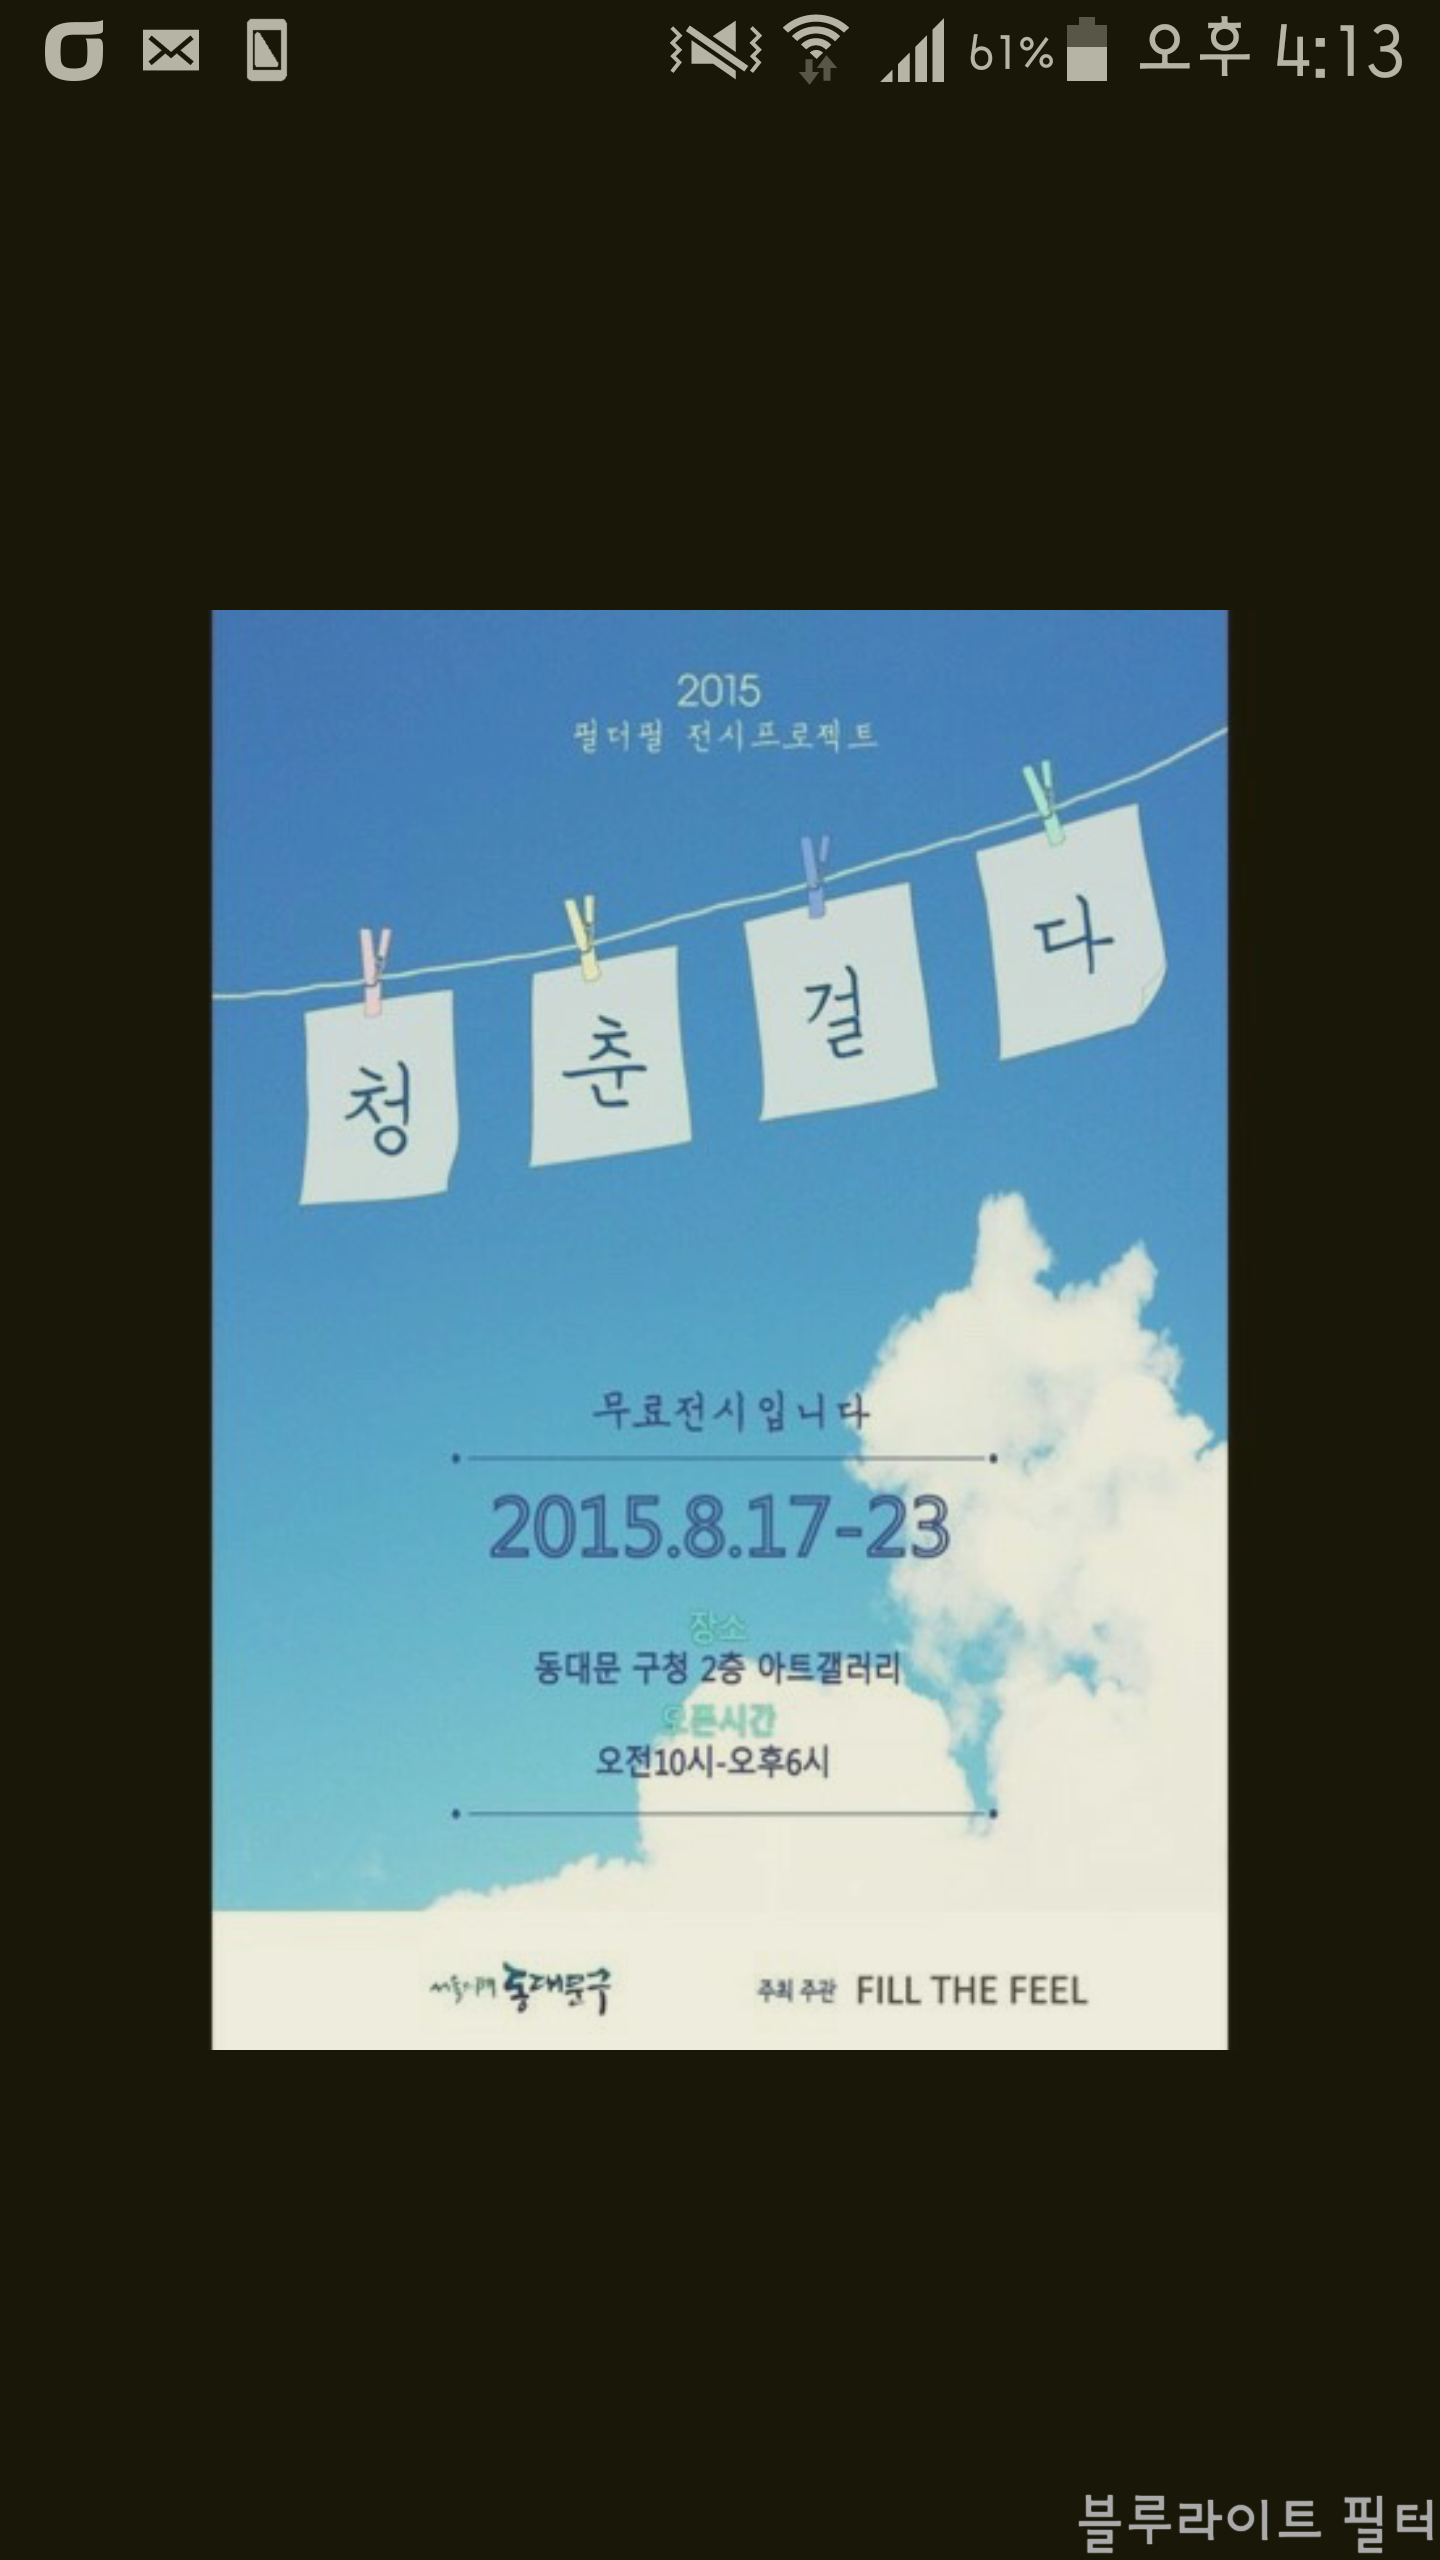 61% 오후 4:13
2015
필더필 전시프로젝트
청 춘 걸 다
무료전시입니다
2015.8.17-23
장소
동대문 구청 2층 아트갤러리
오픈시간
오전10시-오후6시
서울시 동대문구 주최 주관 FILL THE FEEL
블루라이트 필터